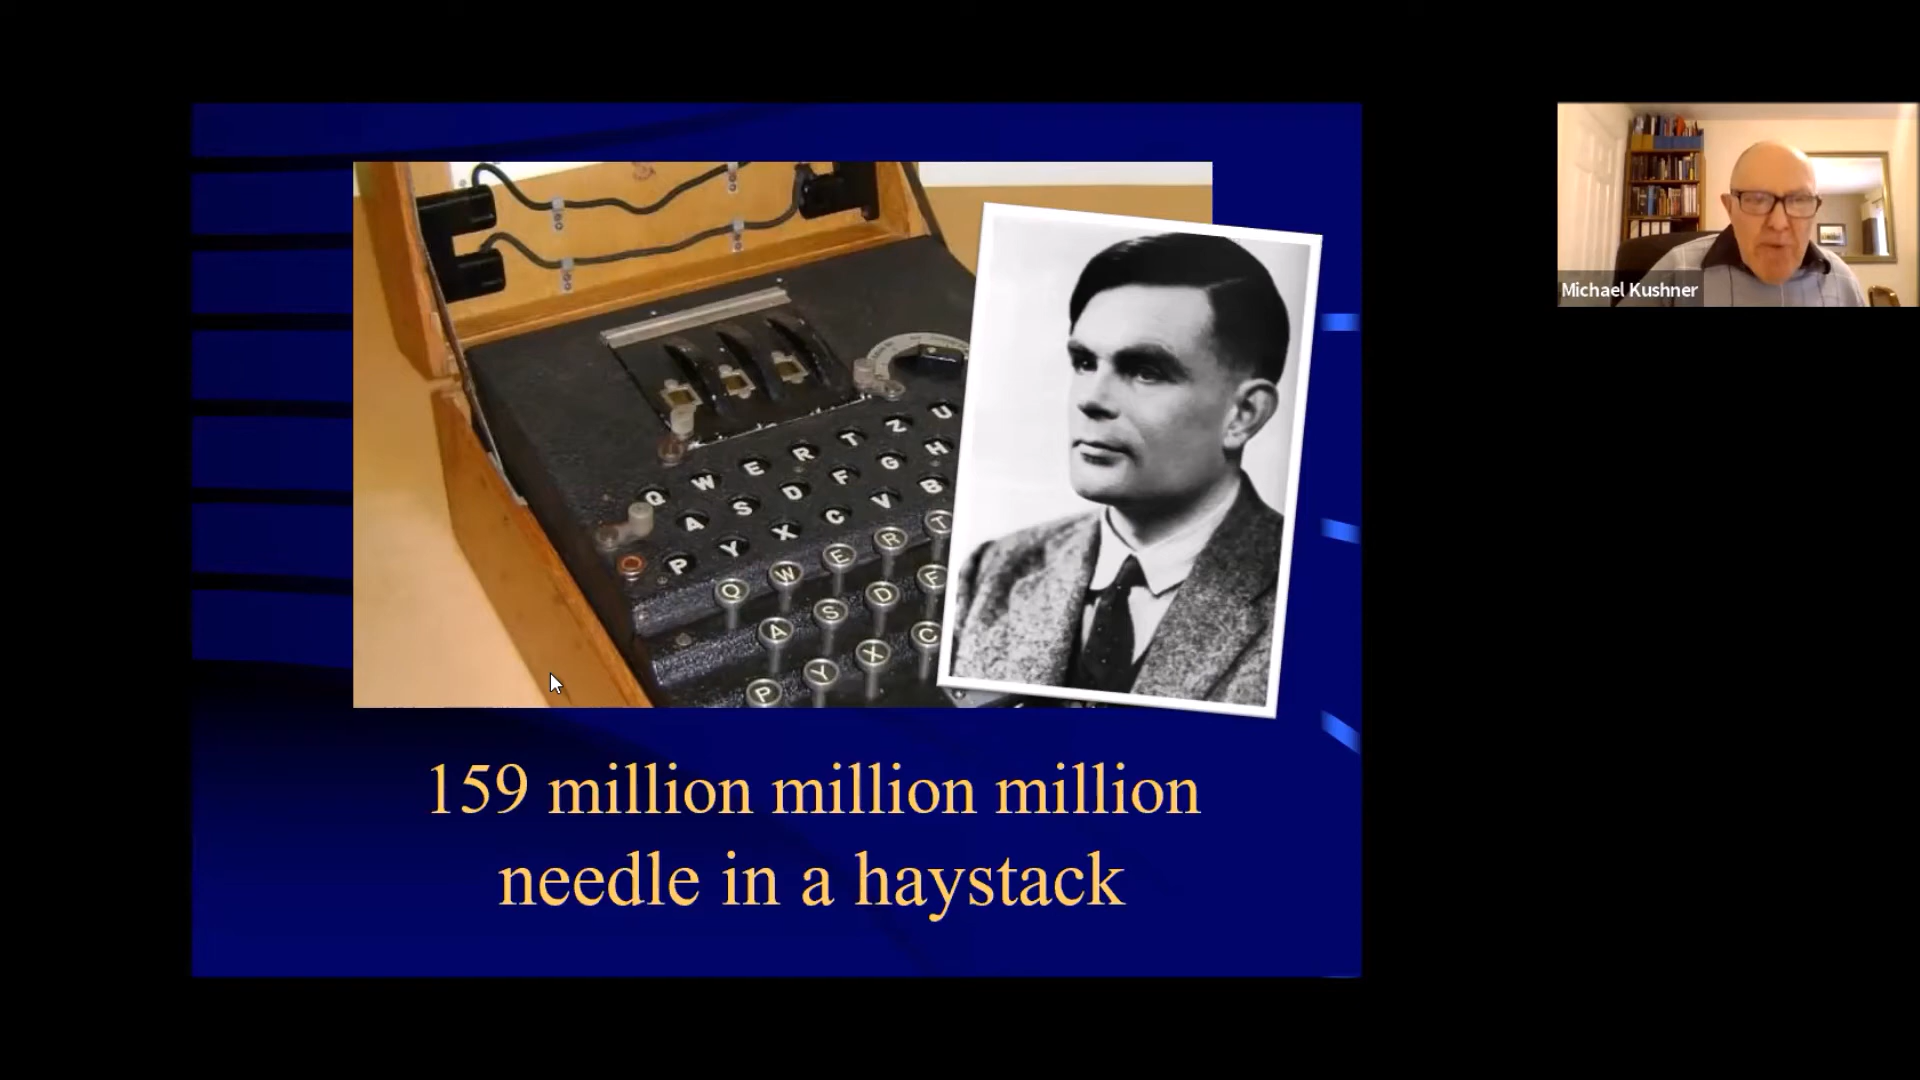 U
Q W E R T Z
H
A S D F G
B
P Y X C V
Q W E R T
A S D F
P Y X C
159 million million million
needle in a haystack
Michael Kushner